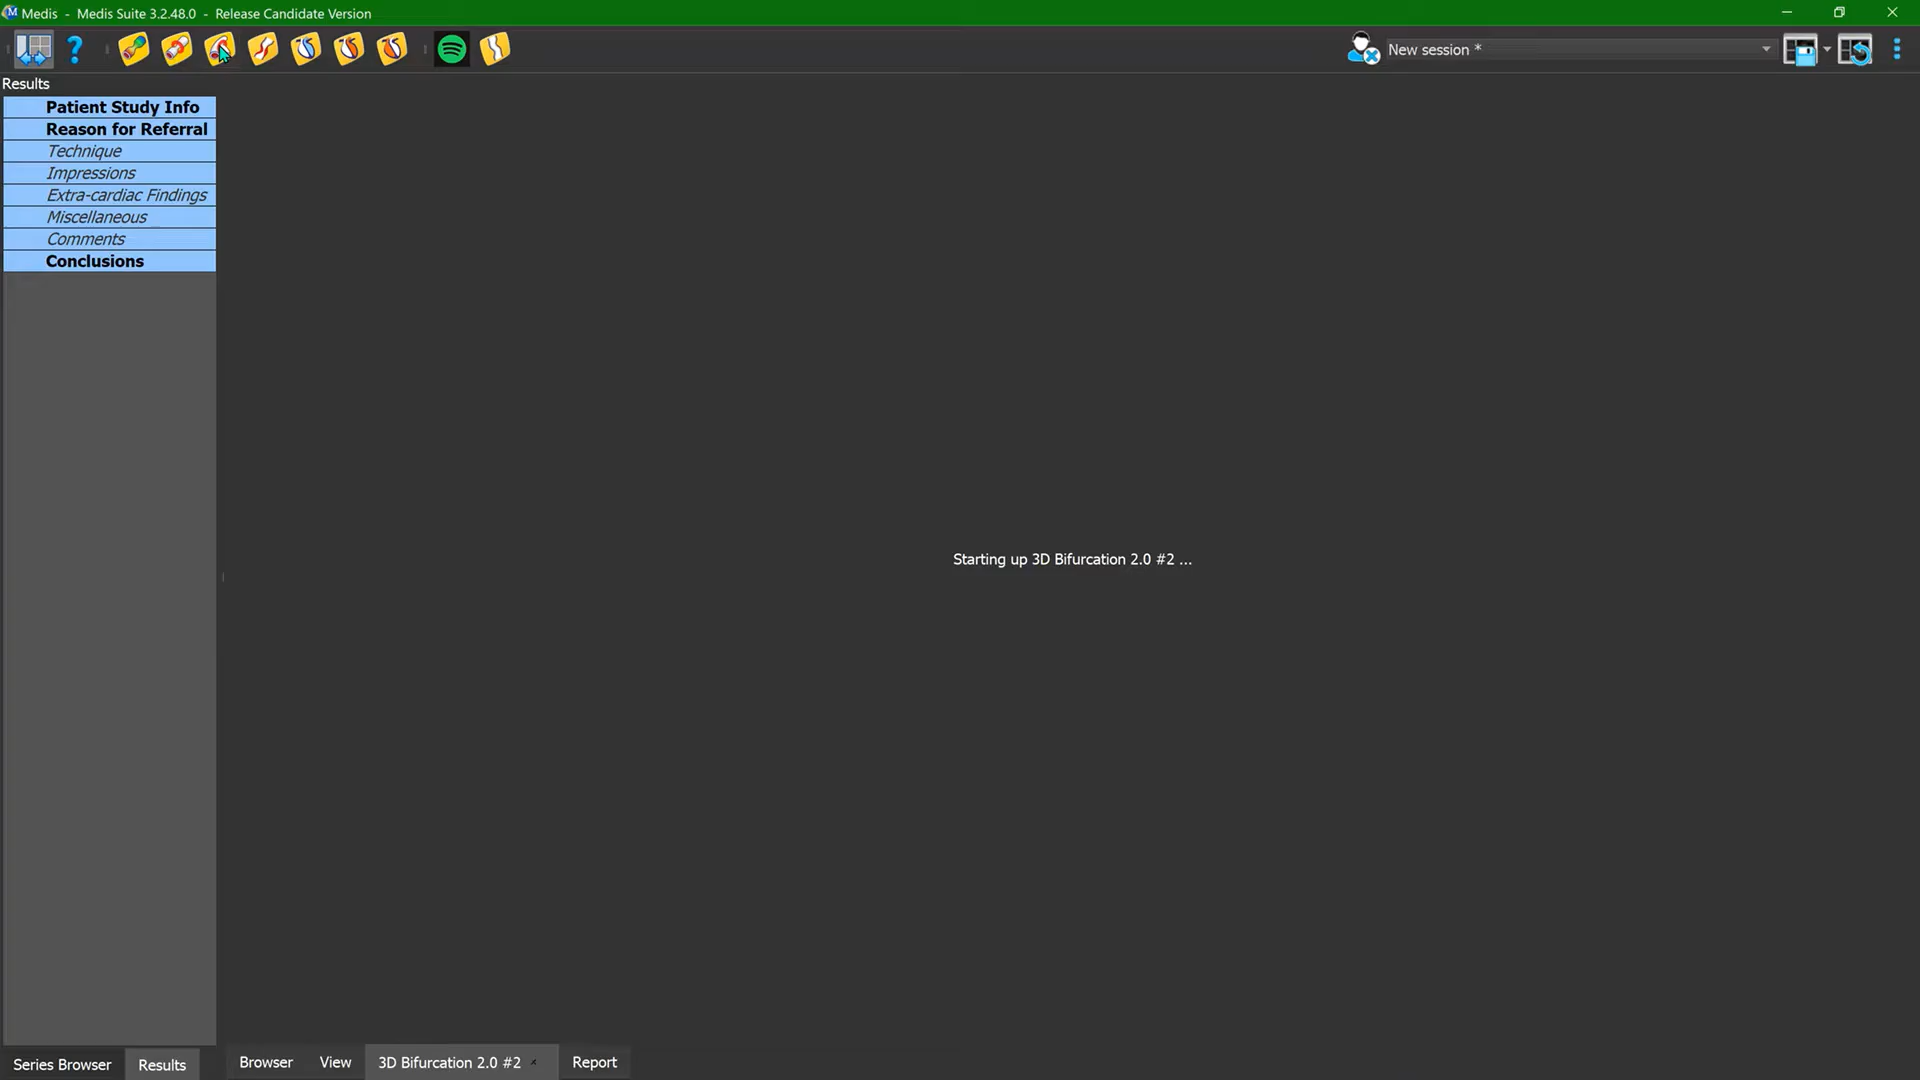 Medis - Medis Suite 3.2.48.0 - Release Candidate Version
?
New session *
Results
Patient Study Info
Reason for Referral
Technique
Impressions
Extra-cardiac Findings
Miscellaneous
Comments
Conclusions
Starting up 3D Bifurcation 2.0 #2 ...
Series Browser
Results
Browser
View
3D Bifurcation 2.0 #2
Report